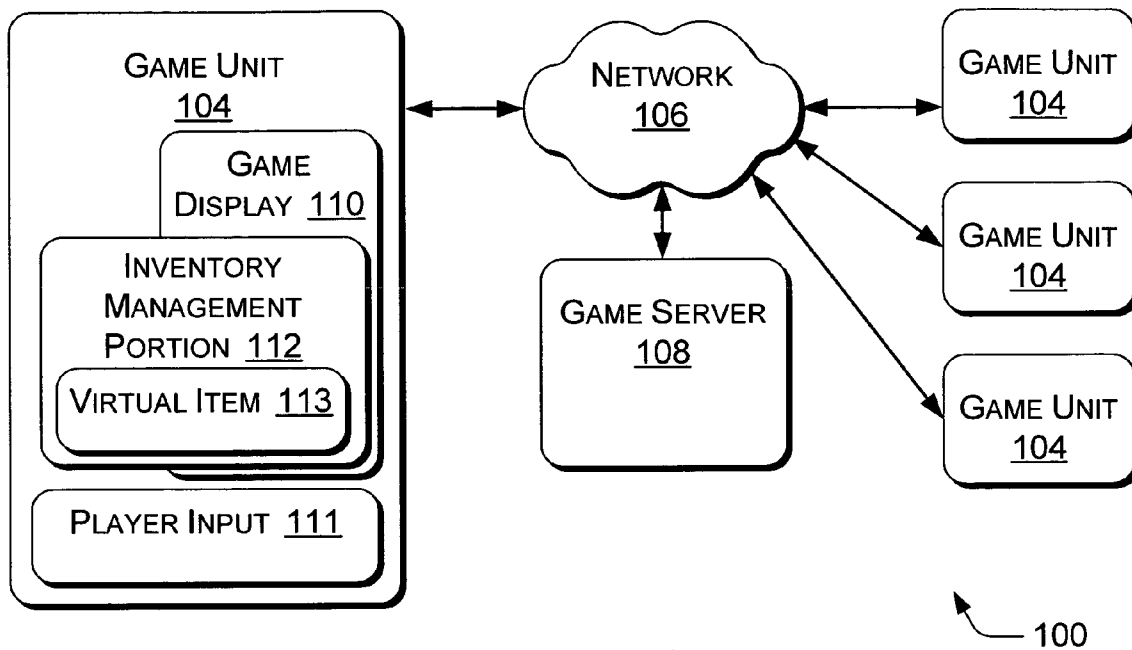 GAME UNIT
104
GAME
DISPLAY 110
INVENTORY
MANAGEMENT
PORTION 112
VIRTUAL ITEM 113
PLAYER INPUT 111
NETWORK
106
GAME SERVER
108
GAME UNIT
104
GAME UNIT
104
GAME UNIT
104
100